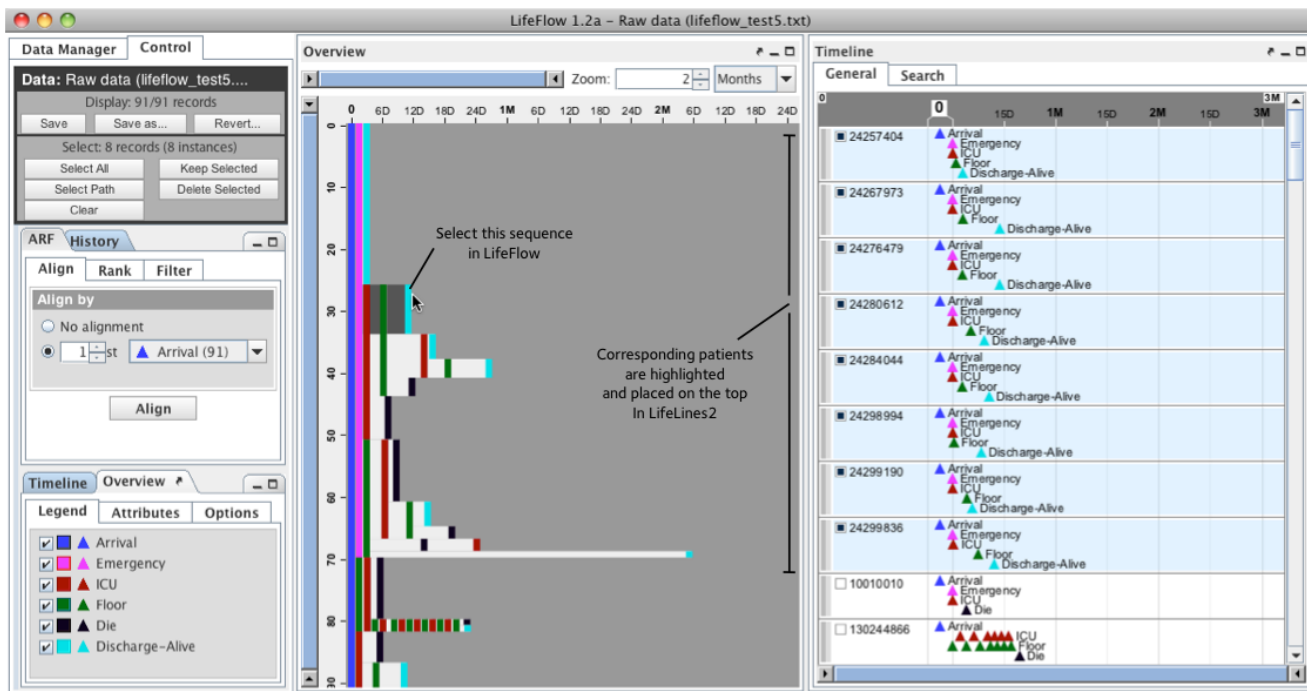 LifeFlow 1.2a – Raw data (lifeflow_test5.txt)
Data Manager
Control
Data: Raw data (lifeflow_test5....
Display: 91/91 records
Save
Save as...
Revert...
Select: 8 records (8 instances)
Select All
Keep Selected
Select Path
Delete Selected
Clear
ARF
History
Align
Rank
Filter
Align by
No alignment
1 st
Arrival (91)
Align
Timeline
Overview
Legend
Attributes
Options
Arrival
Emergency
ICU
Floor
Die
Discharge-Alive
Overview
Zoom:
2
Months
0 6D 12D 18D 24D 1M 6D 12D 18D 24D 2M 6D 12D 18D 24D
0
10
20
30
40
50
60
70
80
90
Select this sequence
in LifeFlow
Corresponding patients
are highlighted
and placed on the top
In LifeLines2
Timeline
General
Search
0
3M
0
15D 1M 15D 2M 15D 3M
24257404
Arrival
Emergency
ICU
Floor
Discharge-Alive
24267973
Arrival
Emergency
ICU
Floor
Discharge-Alive
24276479
Arrival
Emergency
ICU
Floor
Discharge-Alive
24280612
Arrival
Emergency
ICU
Floor
Discharge-Alive
24284044
Arrival
Emergency
ICU
Floor
Discharge-Alive
24298994
Arrival
Emergency
ICU
Floor
Discharge-Alive
24299190
Arrival
Emergency
ICU
Floor
Discharge-Alive
24299836
Arrival
Emergency
ICU
Floor
Discharge-Alive
10010010
Arrival
Emergency
ICU
Die
130244866
Arrival
ICU
Floor
Die